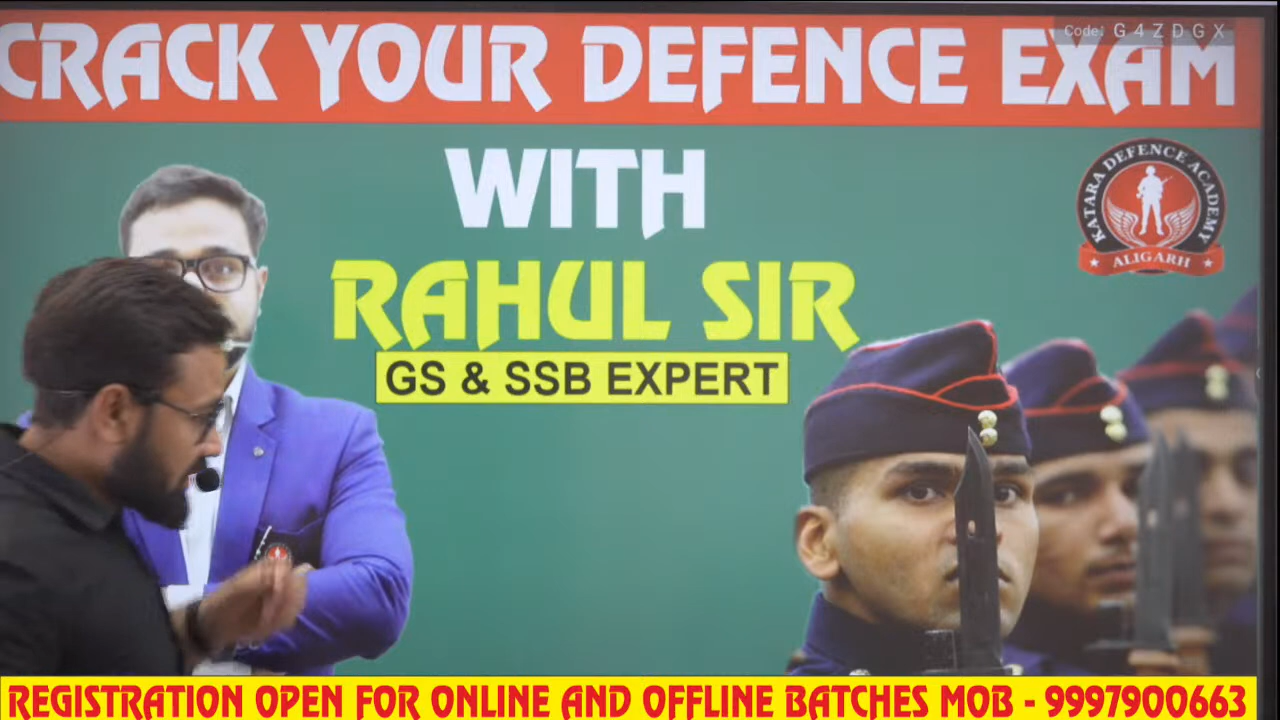 CRACK YOUR DEFENCE EXAM
Code: G4ZDGX
WITH
KATARA DEFENCE ACADEMY
ALIGARH
RAHUL SIR
GS & SSB EXPERT
REGISTRATION OPEN FOR ONLINE AND OFFLINE BATCHES MOB - 9997900663